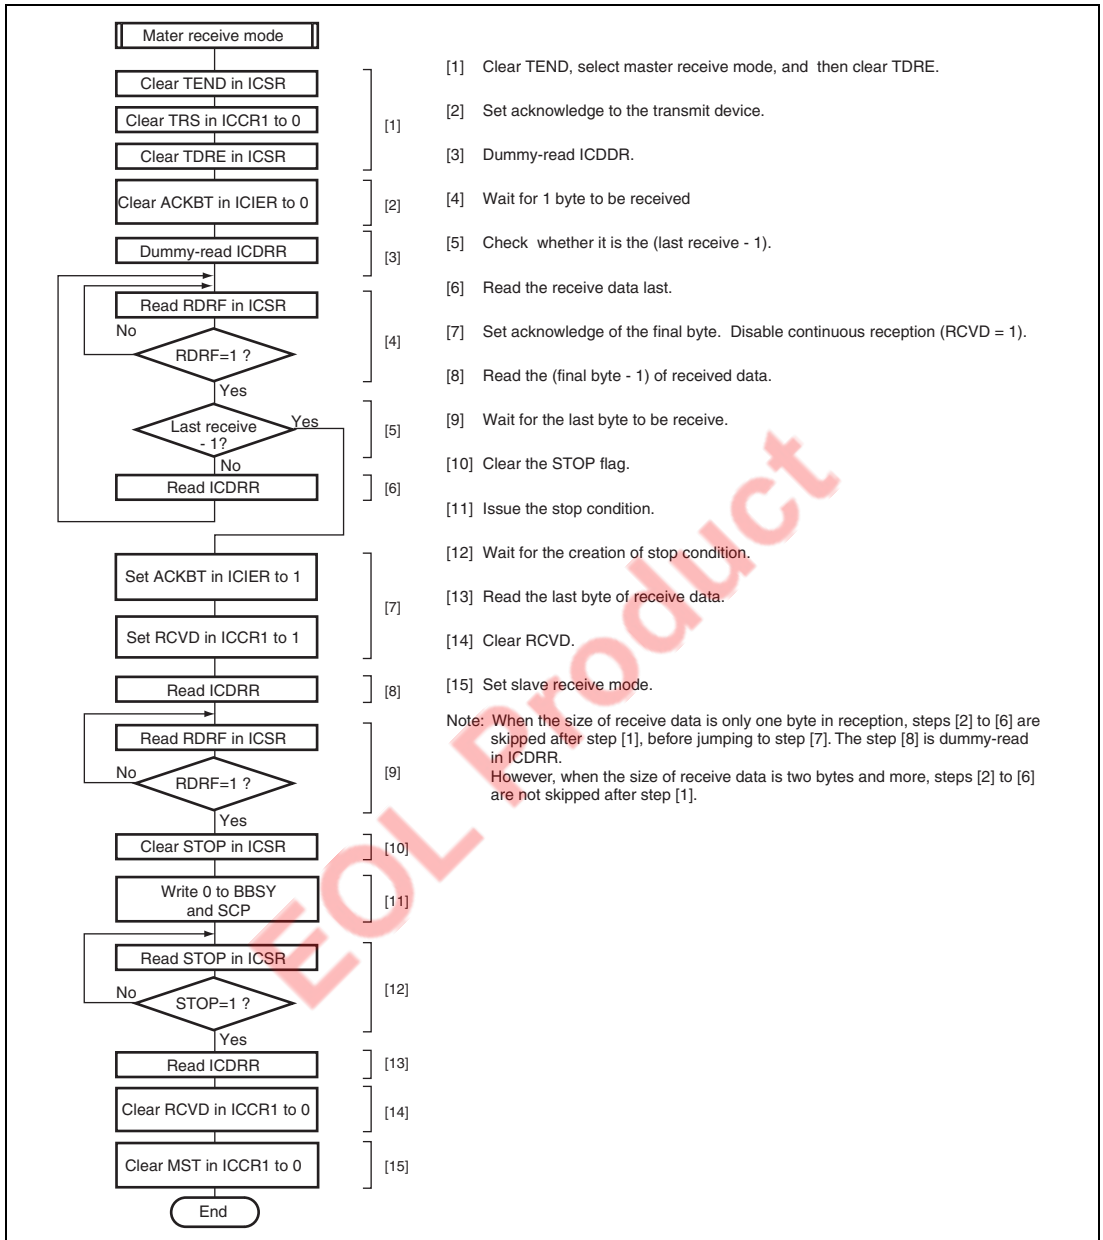 Mater receive mode
Clear TEND in ICSR
Clear TRS in ICCR1 to 0
Clear TDRE in ICSR
[1]
Clear ACKBT in ICIER to 0
[2]
Dummy-read ICDRR
[3]
Read RDRF in ICSR
No
RDRF=1 ?
[4]
Yes
Last receive
- 1?
Yes
[5]
No
Read ICDRR
[6]
Set ACKBT in ICIER to 1
[7]
Set RCVD in ICCR1 to 1
Read ICDRR
[8]
Read RDRF in ICSR
No
RDRF=1 ?
[9]
Yes
Clear STOP in ICSR
[10]
Write 0 to BBSY
and SCP
[11]
Read STOP in ICSR
No
STOP=1 ?
[12]
Yes
Read ICDRR
[13]
Clear RCVD in ICCR1 to 0
[14]
Clear MST in ICCR1 to 0
[15]
End
[1] Clear TEND, select master receive mode, and then clear TDRE.
[2] Set acknowledge to the transmit device.
[3] Dummy-read ICDDR.
[4] Wait for 1 byte to be received
[5] Check whether it is the (last receive - 1).
[6] Read the receive data last.
[7] Set acknowledge of the final byte. Disable continuous reception (RCVD = 1).
[8] Read the (final byte - 1) of received data.
[9] Wait for the last byte to be receive.
[10] Clear the STOP flag.
[11] Issue the stop condition.
[12] Wait for the creation of stop condition.
[13] Read the last byte of receive data.
[14] Clear RCVD.
[15] Set slave receive mode.
Note: When the size of receive data is only one byte in reception, steps [2] to [6] are
skipped after step [1], before jumping to step [7]. The step [8] is dummy-read
in ICDRR.
However, when the size of receive data is two bytes and more, steps [2] to [6]
are not skipped after step [1].
EOL Product